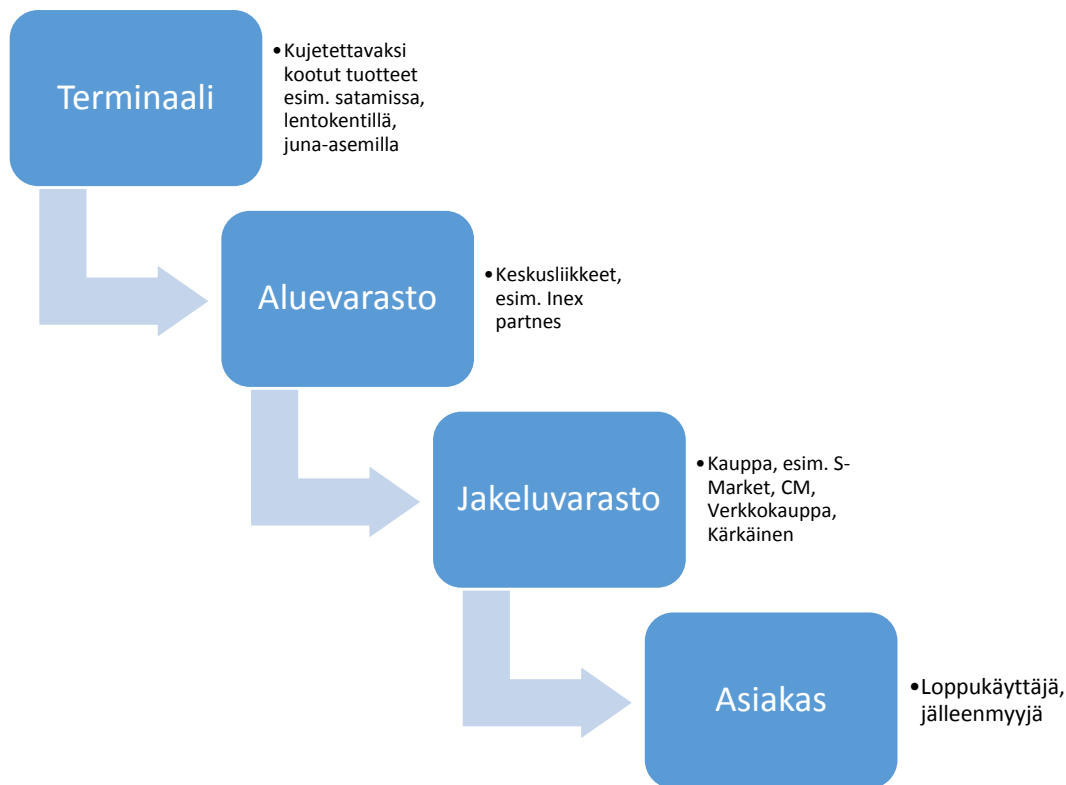 Terminaali
•Kujetettavaksi
kootut tuotteet
esim. satamissa,
lentokentillä,
juna-asemilla
Aluevarasto
•Keskusliikkeet,
esim. Inex
partnes
Jakeluvarasto
•Kauppa, esim. S-
Market, CM,
Verkkokauppa,
Kärkäinen
Asiakas
•Loppukäyttäjä,
jälleenmyyjä